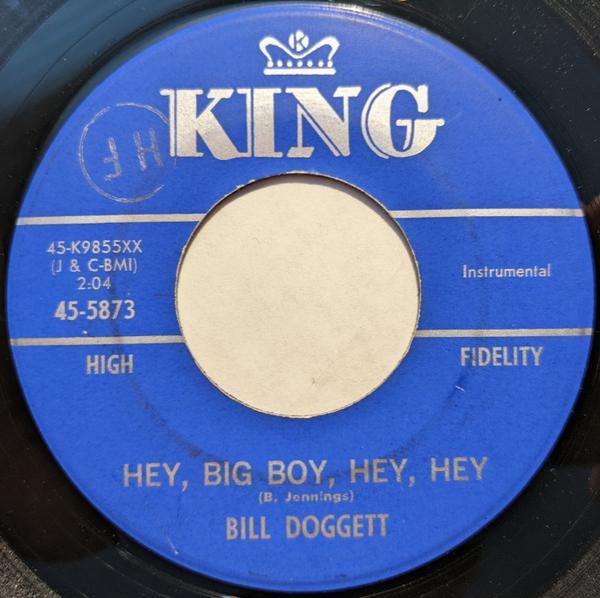 K
KING
45-K9855XX
(J & C-BMI)
2:04
45-5873
Instrumental
HIGH FIDELITY
HEY, BIG BOY, HEY, HEY
(B. Jennings)
BILL DOGGETT